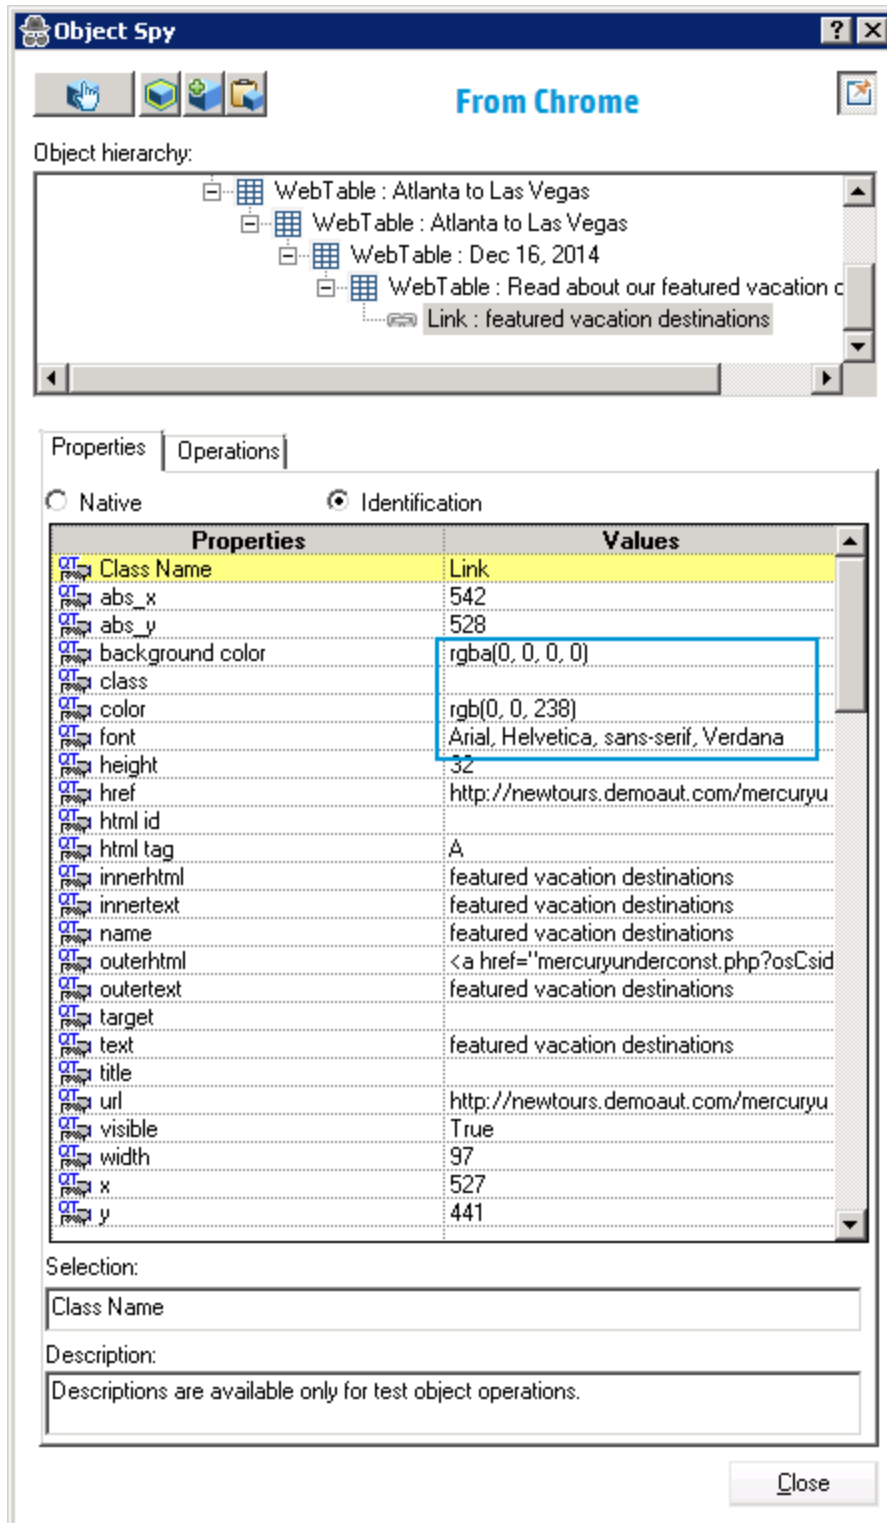 Object Spy
From Chrome
Object hierarchy:
WebTable : Atlanta to Las Vegas
WebTable : Atlanta to Las Vegas
WebTable : Dec 16, 2014
WebTable : Read about our featured vacation
Link : featured vacation destinations
Properties Operations
Native Identification
Properties Values
Class Name Link
abs_x 542
abs_y 528
background color rgba(0, 0, 0, 0)
class
color rgb(0, 0, 238)
font Arial, Helvetica, sans-serif, Verdana
height 32
href http://newtours.demoaut.com/mercuryu
html id
html tag A
innerhtml featured vacation destinations
innertext featured vacation destinations
name featured vacation destinations
outerhtml <a href="mercuryunderconst.php?osCsid
outertext featured vacation destinations
target
text featured vacation destinations
title
url http://newtours.demoaut.com/mercuryu
visible True
width 97
x 527
y 441
Selection:
Class Name
Description:
Descriptions are available only for test object operations.
Close